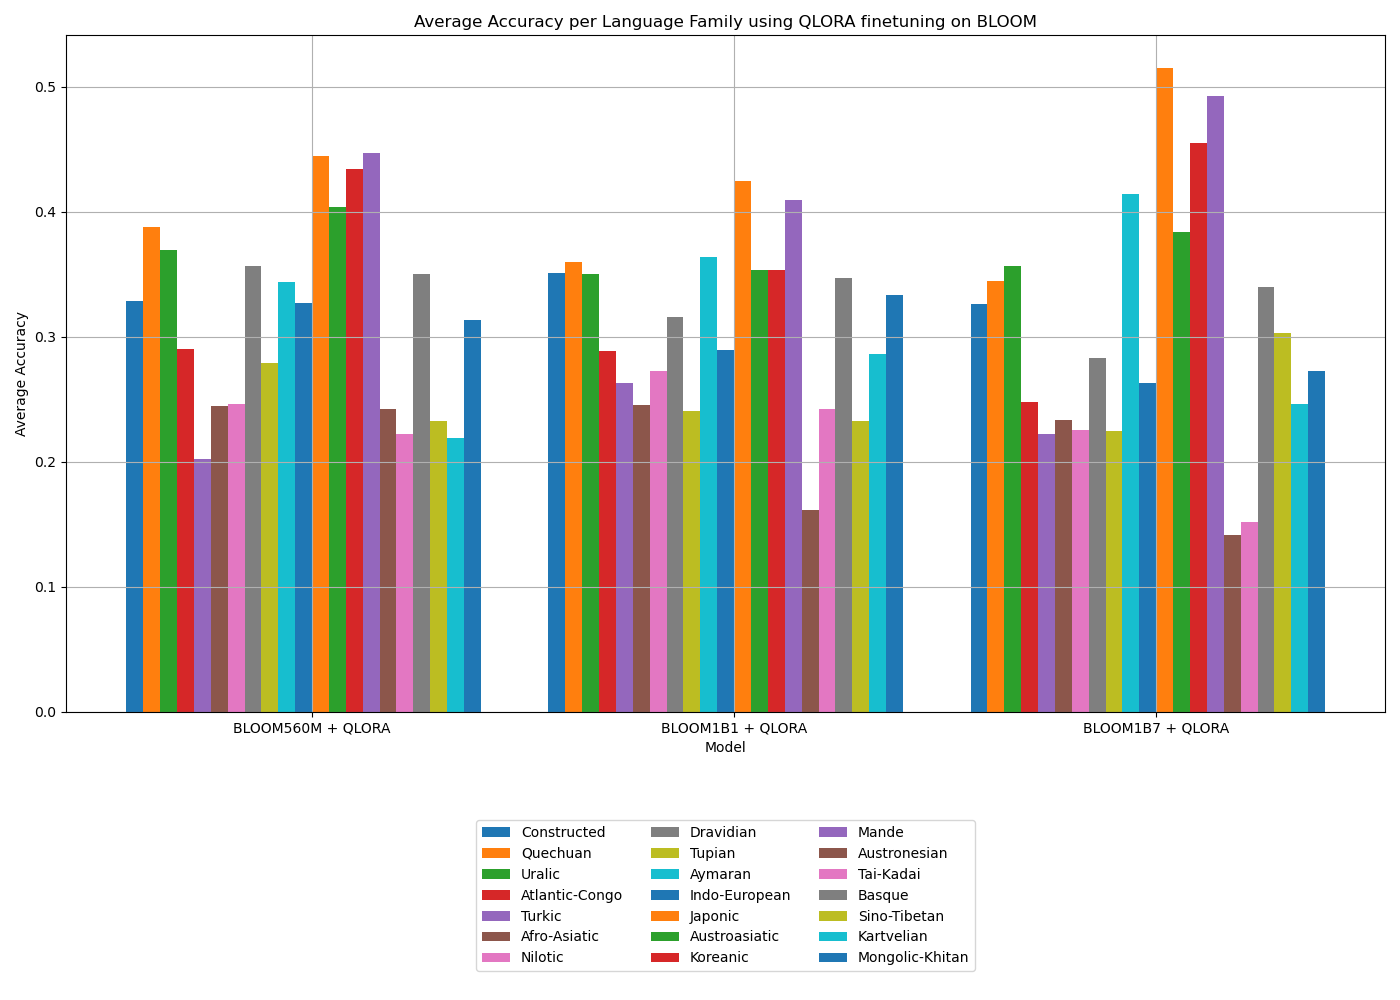 Average Accuracy per Language Family using QLORA finetuning on BLOOM
Average Accuracy
0.5
0.4
0.3
0.2
0.1
0.0
BLOOM560M + QLORA
BLOOM1B1 + QLORA
BLOOM1B7 + QLORA
Model
Constructed
Quechuan
Uralic
Atlantic-Congo
Turkic
Afro-Asiatic
Nilotic
Dravidian
Tupian
Aymaran
Indo-European
Japonic
Austroasiatic
Koreanic
Mande
Austronesian
Tai-Kadai
Basque
Sino-Tibetan
Kartvelian
Mongolic-Khitan